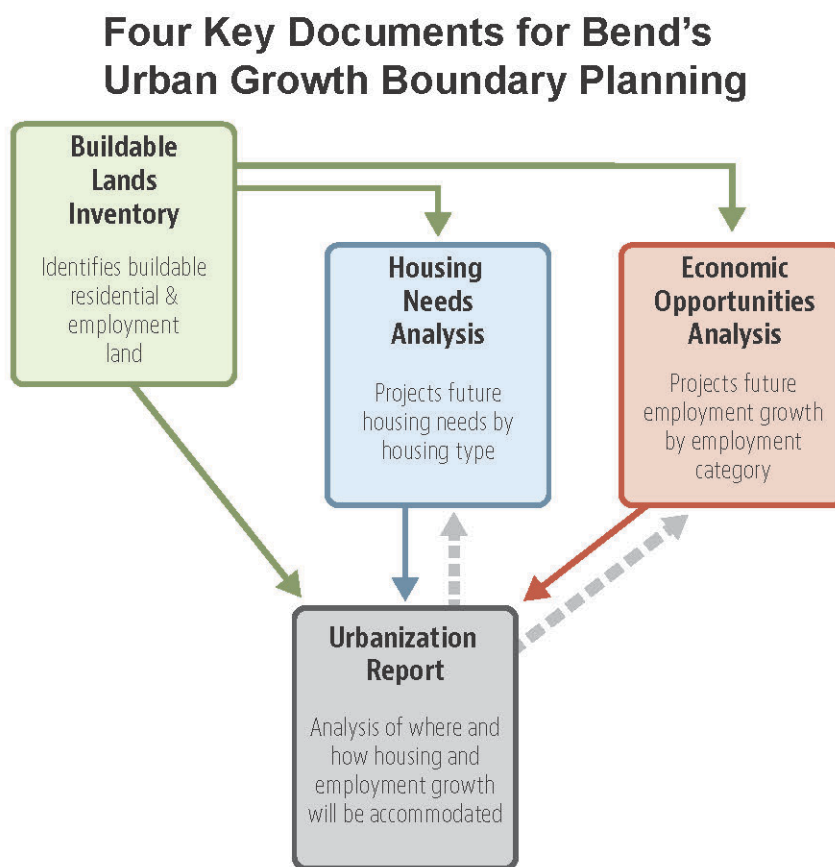 Four Key Documents for Bend’s
Urban Growth Boundary Planning
Buildable
Lands
Inventory
Identifies buildable
residential &
employment
land
Housing
Needs
Analysis
Projects future
housing needs by
housing type
Economic
Opportunities
Analysis
Projects future
employment growth
by employment
category
Urbanization
Report
Analysis of where and
how housing and
employment growth
will be accommodated